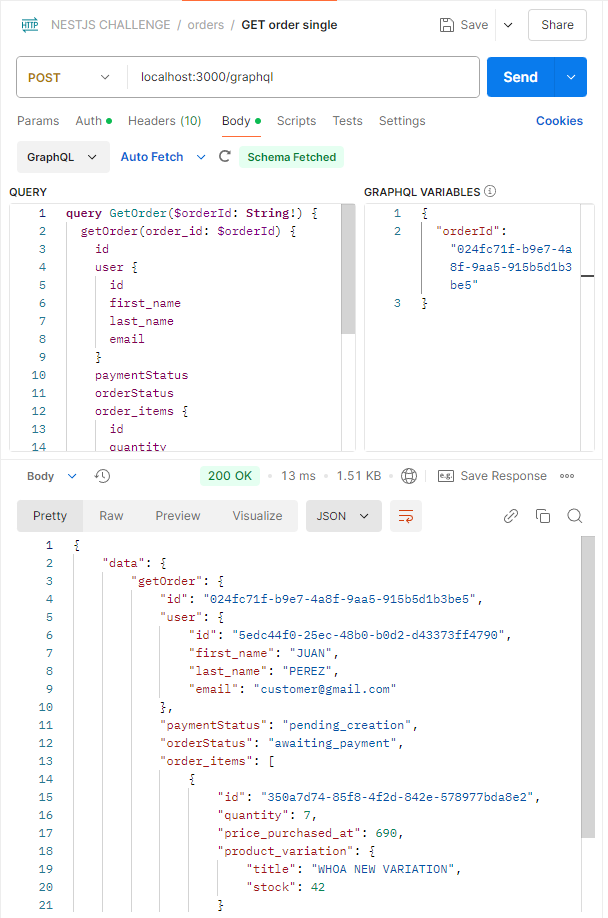 HTTP NESTJS CHALLENGE / orders / GET order single Save Share
POST localhost:3000/graphql Send
Params Auth Headers (10) Body Scripts Tests Settings Cookies
GraphQL Auto Fetch Schema Fetched
QUERY
1 query GetOrder($orderId: String!) {
2 getOrder(order_id: $orderId) {
3 id
4 user {
5 id
6 first_name
7 last_name
8 email
9 }
10 paymentStatus
11 orderStatus
12 order_items {
13 id
14 quantity
GRAPHQL VARIABLES
1 {
2 "orderId":
"024fc71f-b9e7-4a
8f-9aa5-915b5d1b3
be5"
3 }
Body 200 OK 13 ms 1.51 KB e.g. Save Response
Pretty Raw Preview Visualize JSON
1 {
2 "data": {
3 "getOrder": {
4 "id": "024fc71f-b9e7-4a8f-9aa5-915b5d1b3be5",
5 "user": {
6 "id": "5edc44f0-25ec-48b0-b0d2-d43373ff4790",
7 "first_name": "JUAN",
8 "last_name": "PEREZ",
9 "email": "customer@gmail.com"
10 },
11 "paymentStatus": "pending_creation",
12 "orderStatus": "awaiting_payment",
13 "order_items": [
14 {
15 "id": "350a7d74-85f8-4f2d-842e-578977bda8e2",
16 "quantity": 7,
17 "price_purchased_at": 690,
18 "product_variation": {
19 "title": "WHOA NEW VARIATION",
20 "stock": 42
21 }